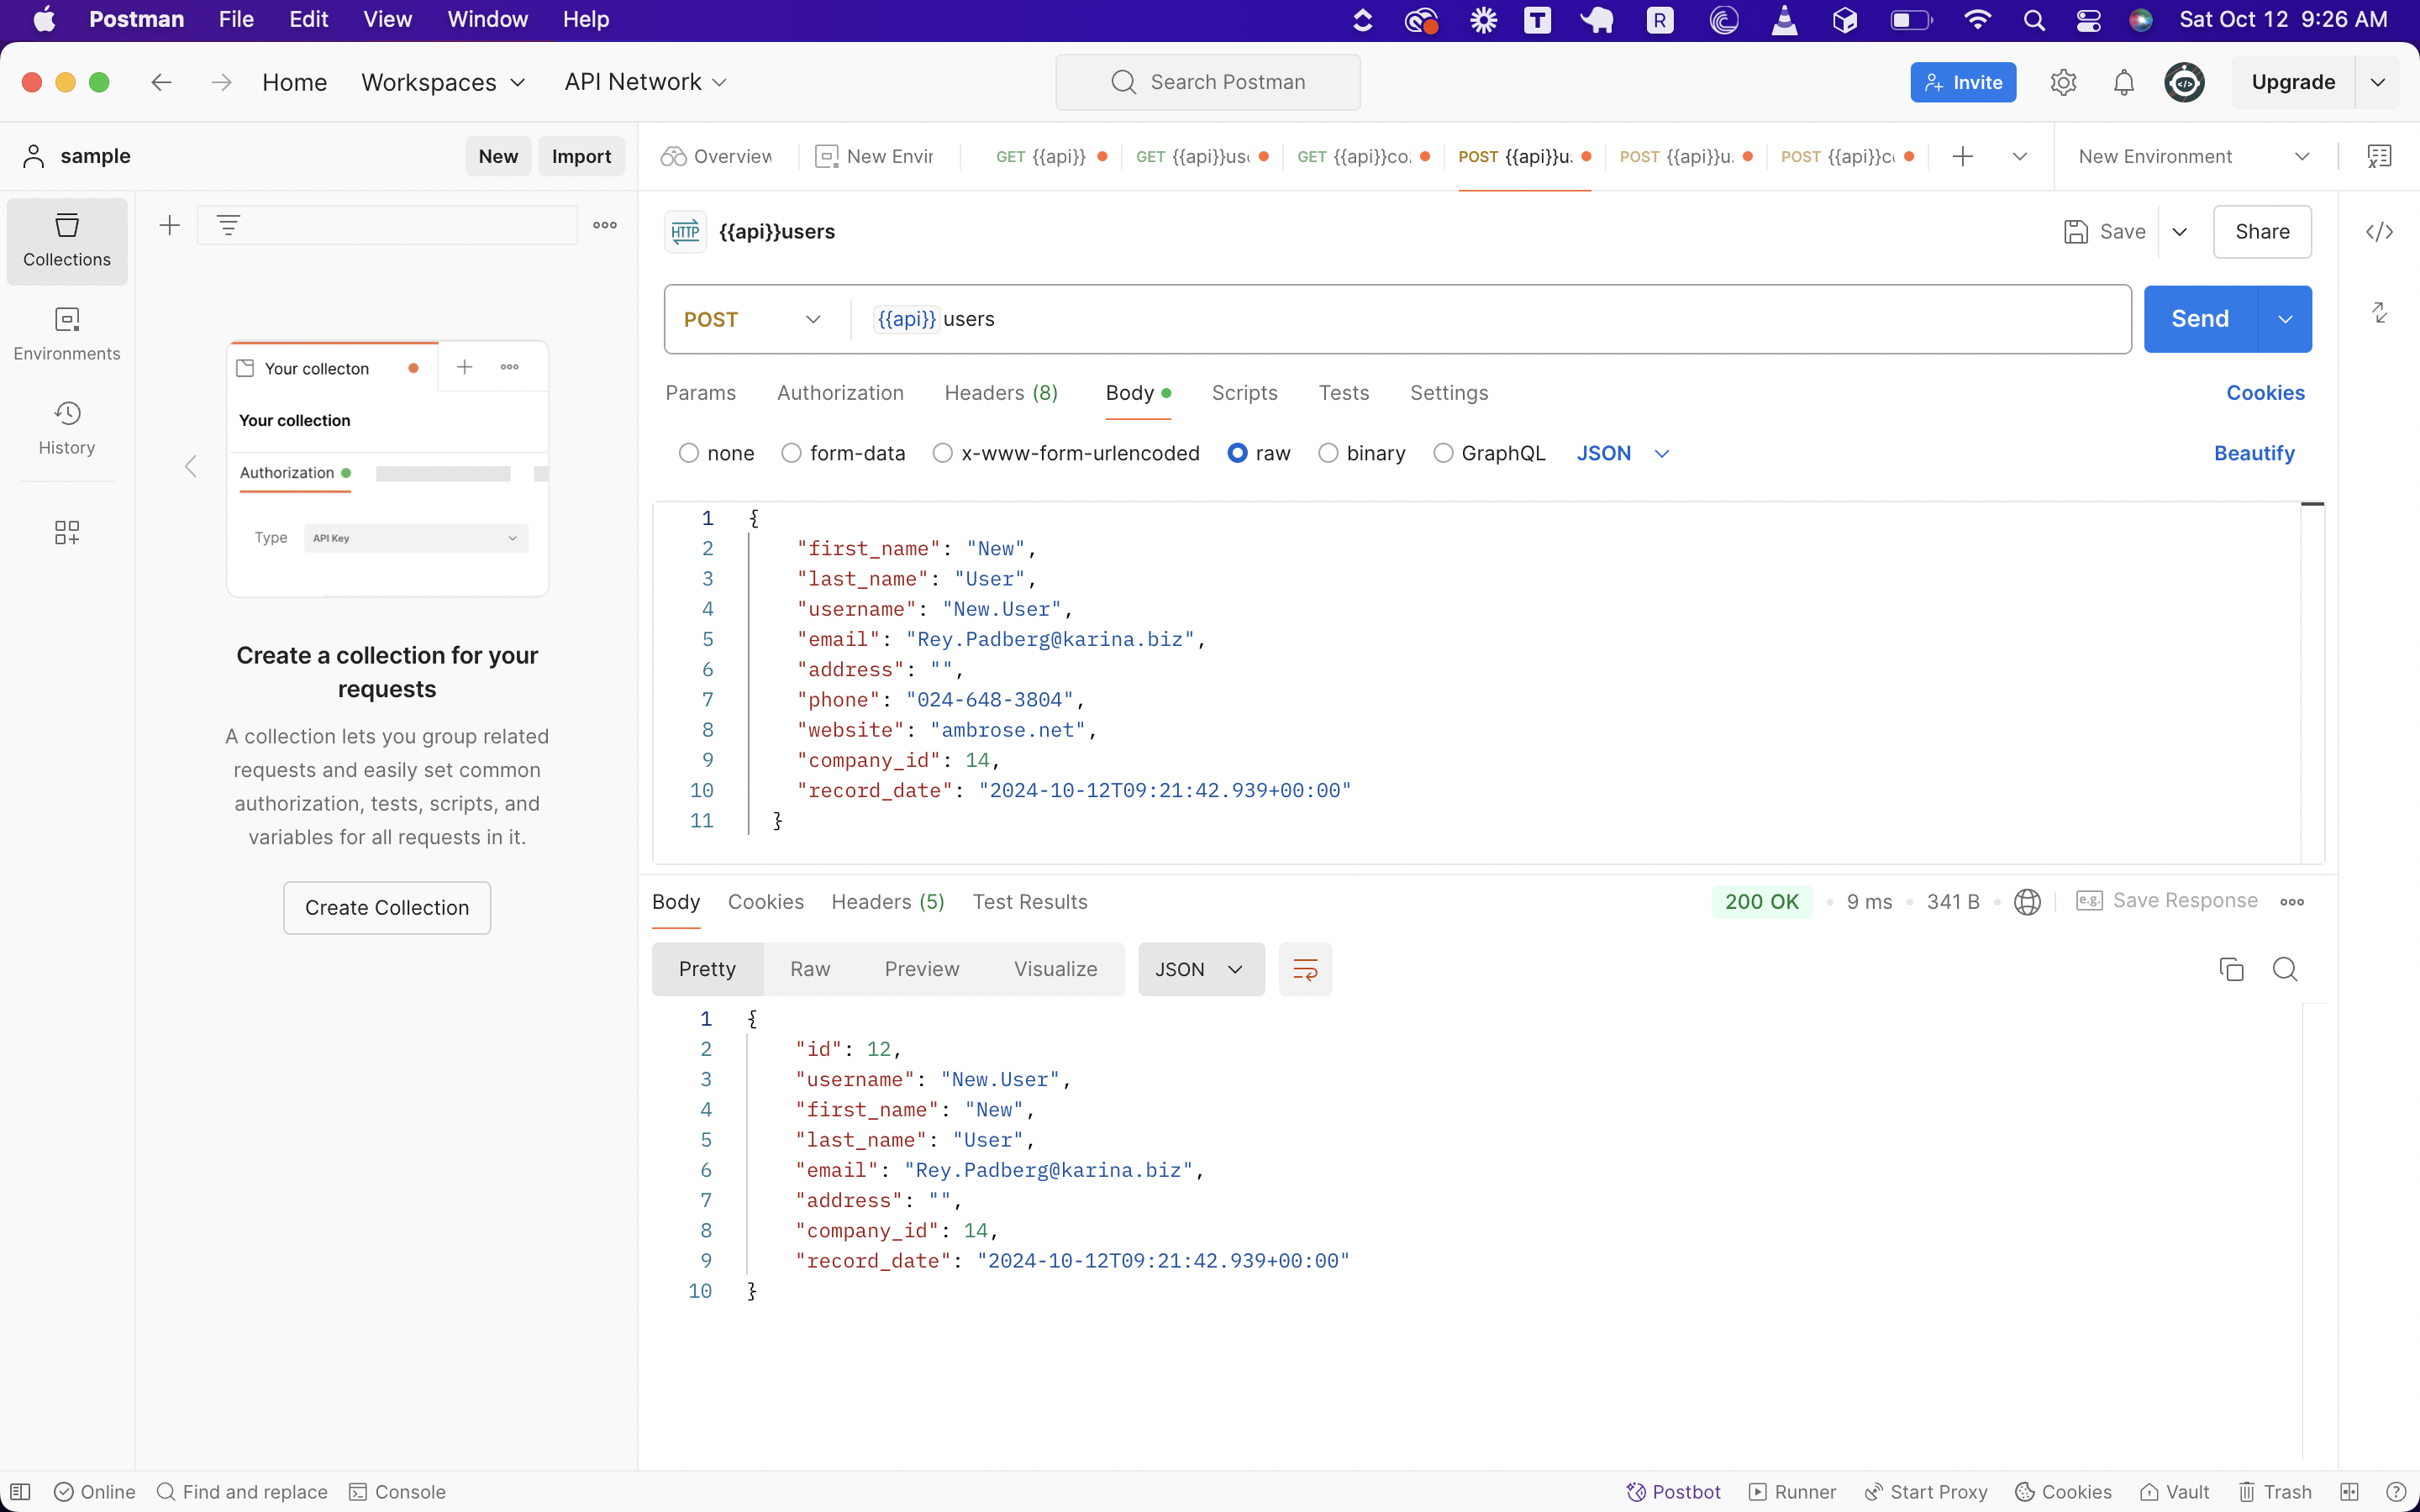 Postman File Edit View Window Help Sat Oct 12 9:26 AM
Home Workspaces API Network Search Postman Invite Upgrade
sample New Import Overview New Envir GET {{api}} GET {{api}}us GET {{api}}co. POST {{api}}u. POST {{api}}u. POST {{api}}c New Environment
Collections
Environments
History
Your collecton
Your collection
Authorization
Type API Key
Create a collection for your
requests
A collection lets you group related
requests and easily set common
authorization, tests, scripts, and
variables for all requests in it.
Create Collection
HTTP {{api}}users Save Share
POST {{api}} users Send
Params Authorization Headers (8) Body Scripts Tests Settings Cookies
none form-data x-www-form-urlencoded raw binary GraphQL JSON Beautify
1 {
2 "first_name": "New",
3 "last_name": "User",
4 "username": "New.User",
5 "email": "Rey.Padberg@karina.biz",
6 "address": "",
7 "phone": "024-648-3804",
8 "website": "ambrose.net",
9 "company_id": 14,
10 "record_date": "2024-10-12T09:21:42.939+00:00"
11 }
Body Cookies Headers (5) Test Results 200 OK 9 ms 341 B e.g. Save Response
Pretty Raw Preview Visualize JSON
1 {
2 "id": 12,
3 "username": "New.User",
4 "first_name": "New",
5 "last_name": "User",
6 "email": "Rey.Padberg@karina.biz",
7 "address": "",
8 "company_id": 14,
9 "record_date": "2024-10-12T09:21:42.939+00:00"
10 }
Online Find and replace Console Postbot Runner Start Proxy Cookies Vault Trash